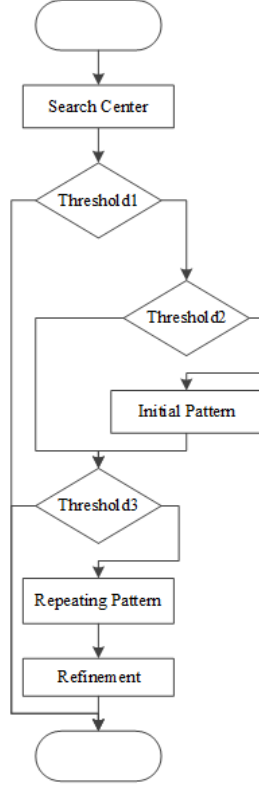 Search Center
Threshold1
Threshold2
Initial Pattern
Threshold3
Repeating Pattern
Refinement